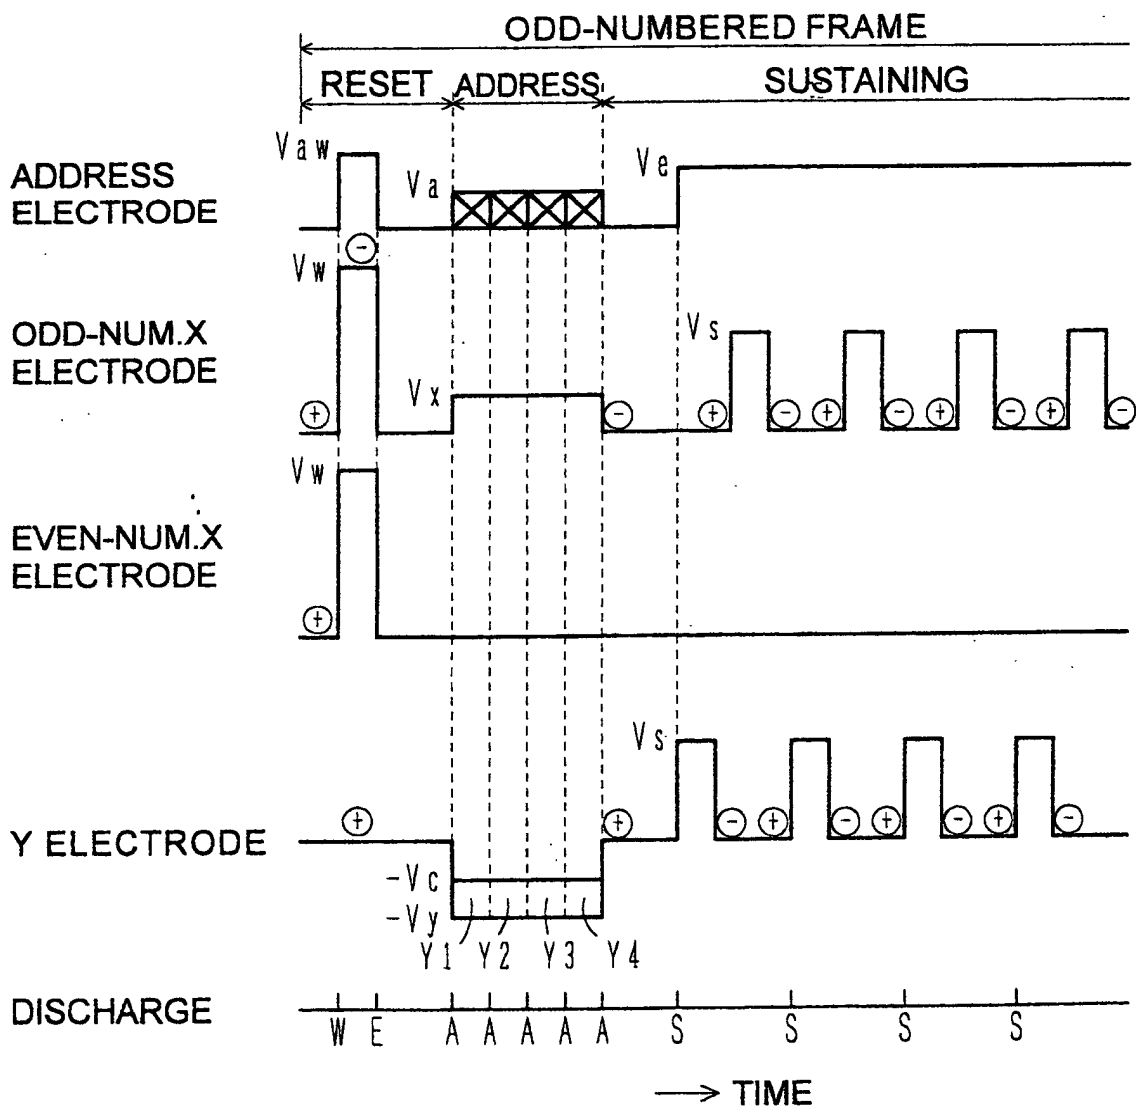 ODD-NUMBERED FRAME
RESET ADDRESS SUSTAINING
Vaw
ADDRESS
ELECTRODE
Va
Ve
−
Vw
ODD-NUM.X
ELECTRODE
Vs
Vx
+ − + − + − + − + −
Vw
EVEN-NUM.X
ELECTRODE
+
Vs
Y ELECTRODE
+ + − + − + − + −
-Vc
-Vy
Y1 Y2 Y3 Y4
DISCHARGE
W E A A A A A S S S S
→ TIME